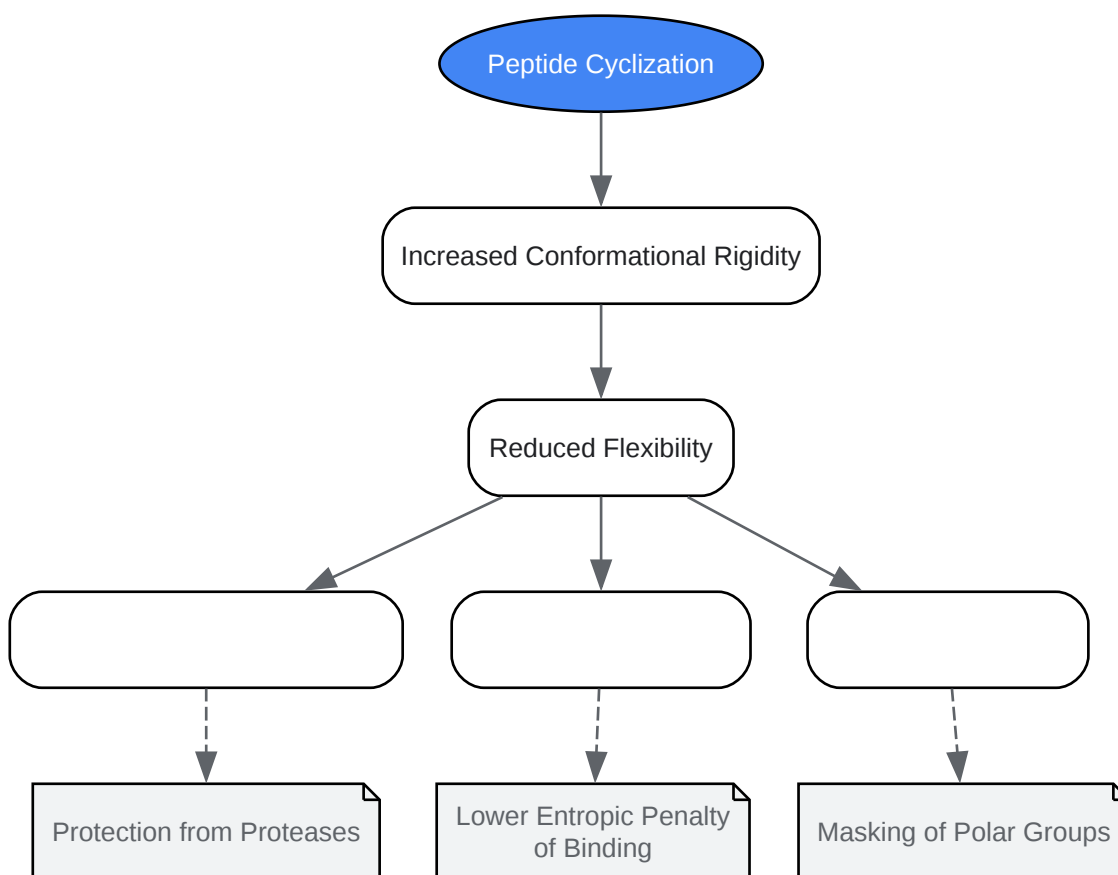 Peptide Cyclization
Increased Conformational Rigidity
Reduced Flexibility
Protection from Proteases
Lower Entropic Penalty
of Binding
Masking of Polar Groups